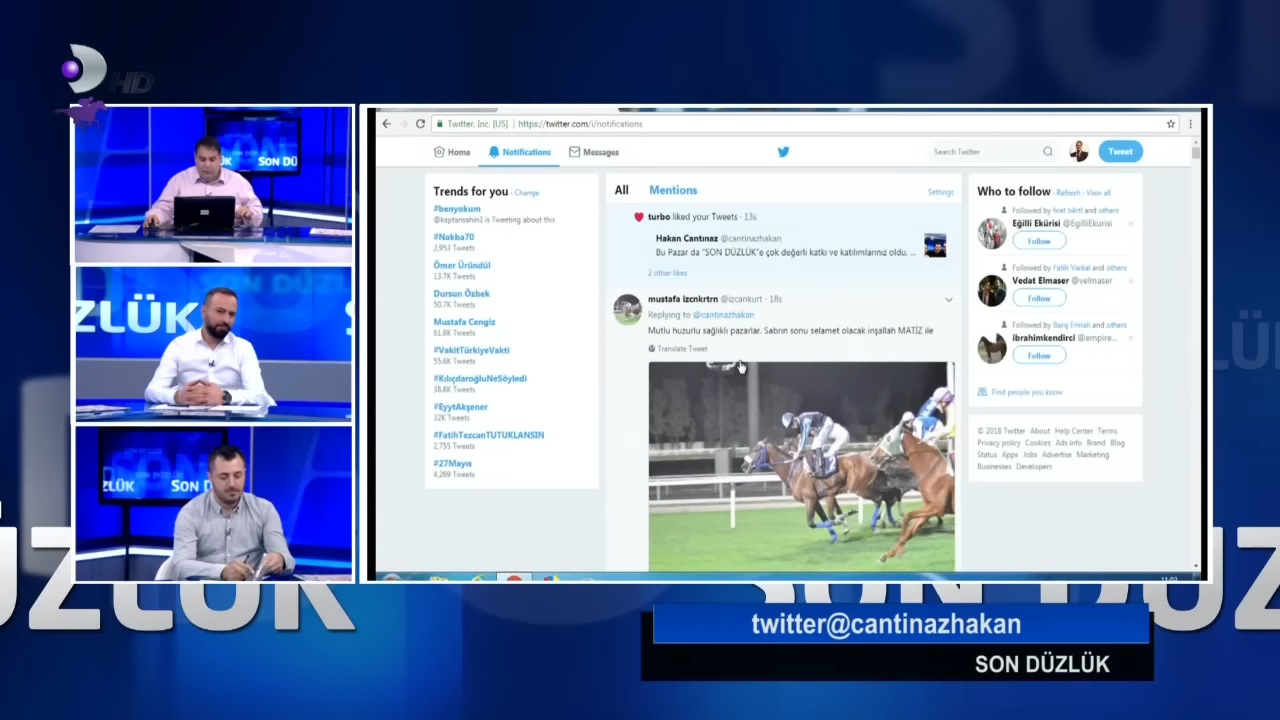 HD
SON DÜ
ZLÜK
ZLÜK
SON D
Twitter, Inc. [US]
https://twitter.com/i/notifications
Home
Notifications
Messages
Search Twitter
Tweet
Trends for you · Change
#benyokum
@kaptansahin3 is Tweeting about this
#Nakba70
2,953 Tweets
Ömer Üründül
13.7K Tweets
Dursun Özbek
50.7K Tweets
Mustafa Cengiz
61.8K Tweets
#VakitTürkiyeVakti
55.6K Tweets
#KılıçdaroğluNeSöyledi
38.8K Tweets
#EyytAkşener
32K Tweets
#FatihTezcanTUTUKLANSIN
2,755 Tweets
#27Mayıs
4,269 Tweets
All
Mentions
Settings
turbo liked your Tweets · 13s
Hakan Cantınaz @cantinazhakan
Bu Pazar da "SON DÜZLÜK"e çok değerli katkı ve katılımlarınız oldu. ...
2 other likes
mustafa izcnkrtrn @izcankurt · 18s
Replying to @cantinazhakan
Mutlu huzurlu sağlıklı pazarlar. Sabrın sonu selamet olacak inşallah MATİZ ile
Translate Tweet
Who to follow · Refresh · View all
Followed by fırat bértİ and others
Eğilli Ekürisi @EgilliEkurisi
Follow
Followed by Fatih Varkal and others
Vedat Elmaser @velmaser
Follow
Followed by Barış Emrah and others
ibrahimkendirci @empire...
Follow
Find people you know
© 2018 Twitter About Help Center Terms
Privacy policy Cookies Ads info Brand Blog
Status Apps Jobs Advertise Marketing
Businesses Developers
11:03
ÜZLÜK
SON DÜZ
twitter@cantinazhakan
SON DÜZLÜK